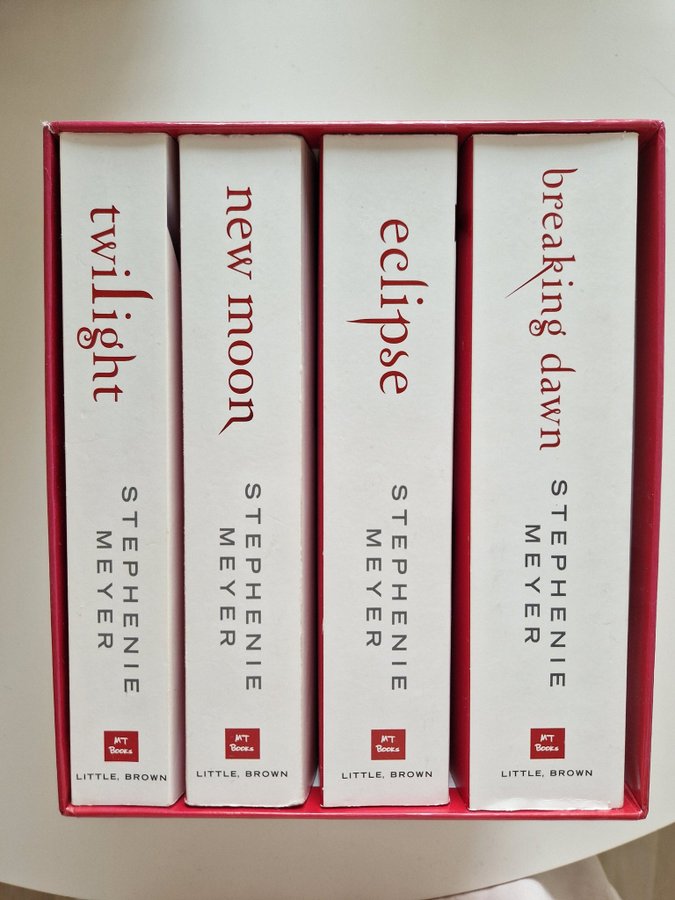 twilight
STEPHENIE
MEYER
MT
BOOKS
LITTLE, BROWN
new moon
STEPHENIE
MEYER
MT
BOOKS
LITTLE, BROWN
eclipse
STEPHENIE
MEYER
MT
BOOKS
LITTLE, BROWN
breaking dawn
STEPHENIE
MEYER
MT
BOOKS
LITTLE, BROWN